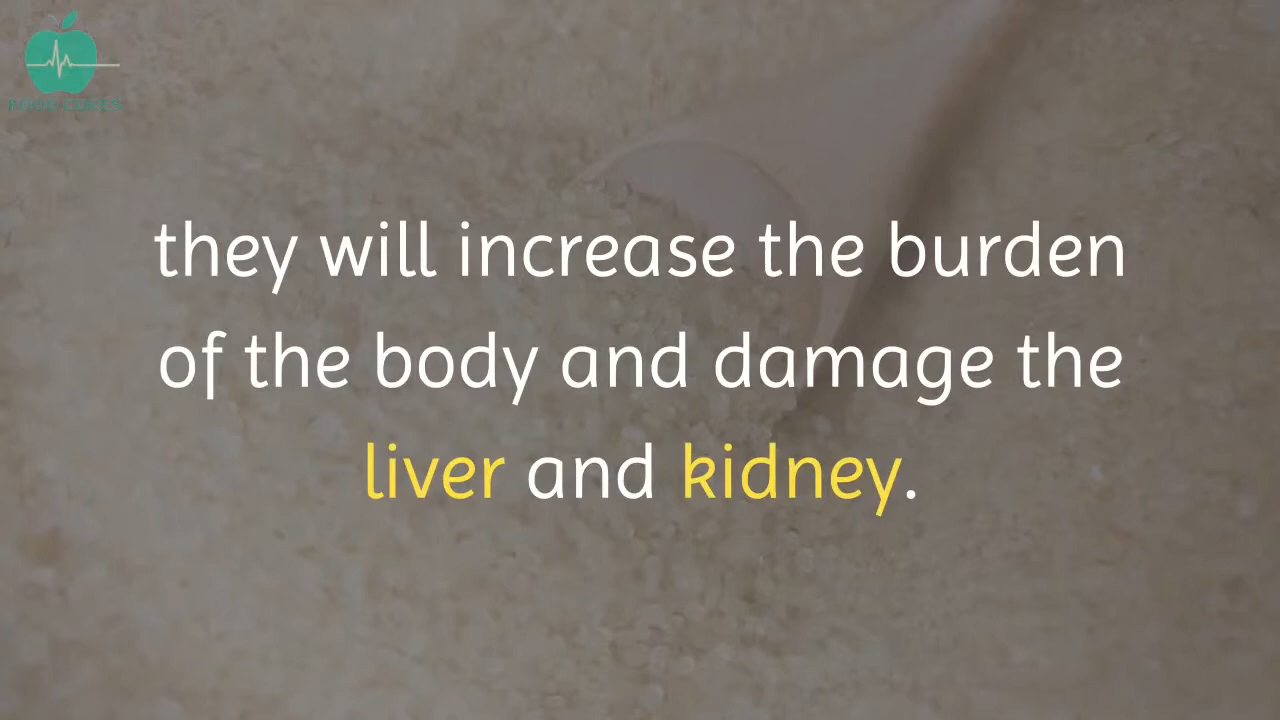 they will increase the burden
of the body and damage the
liver and kidney.